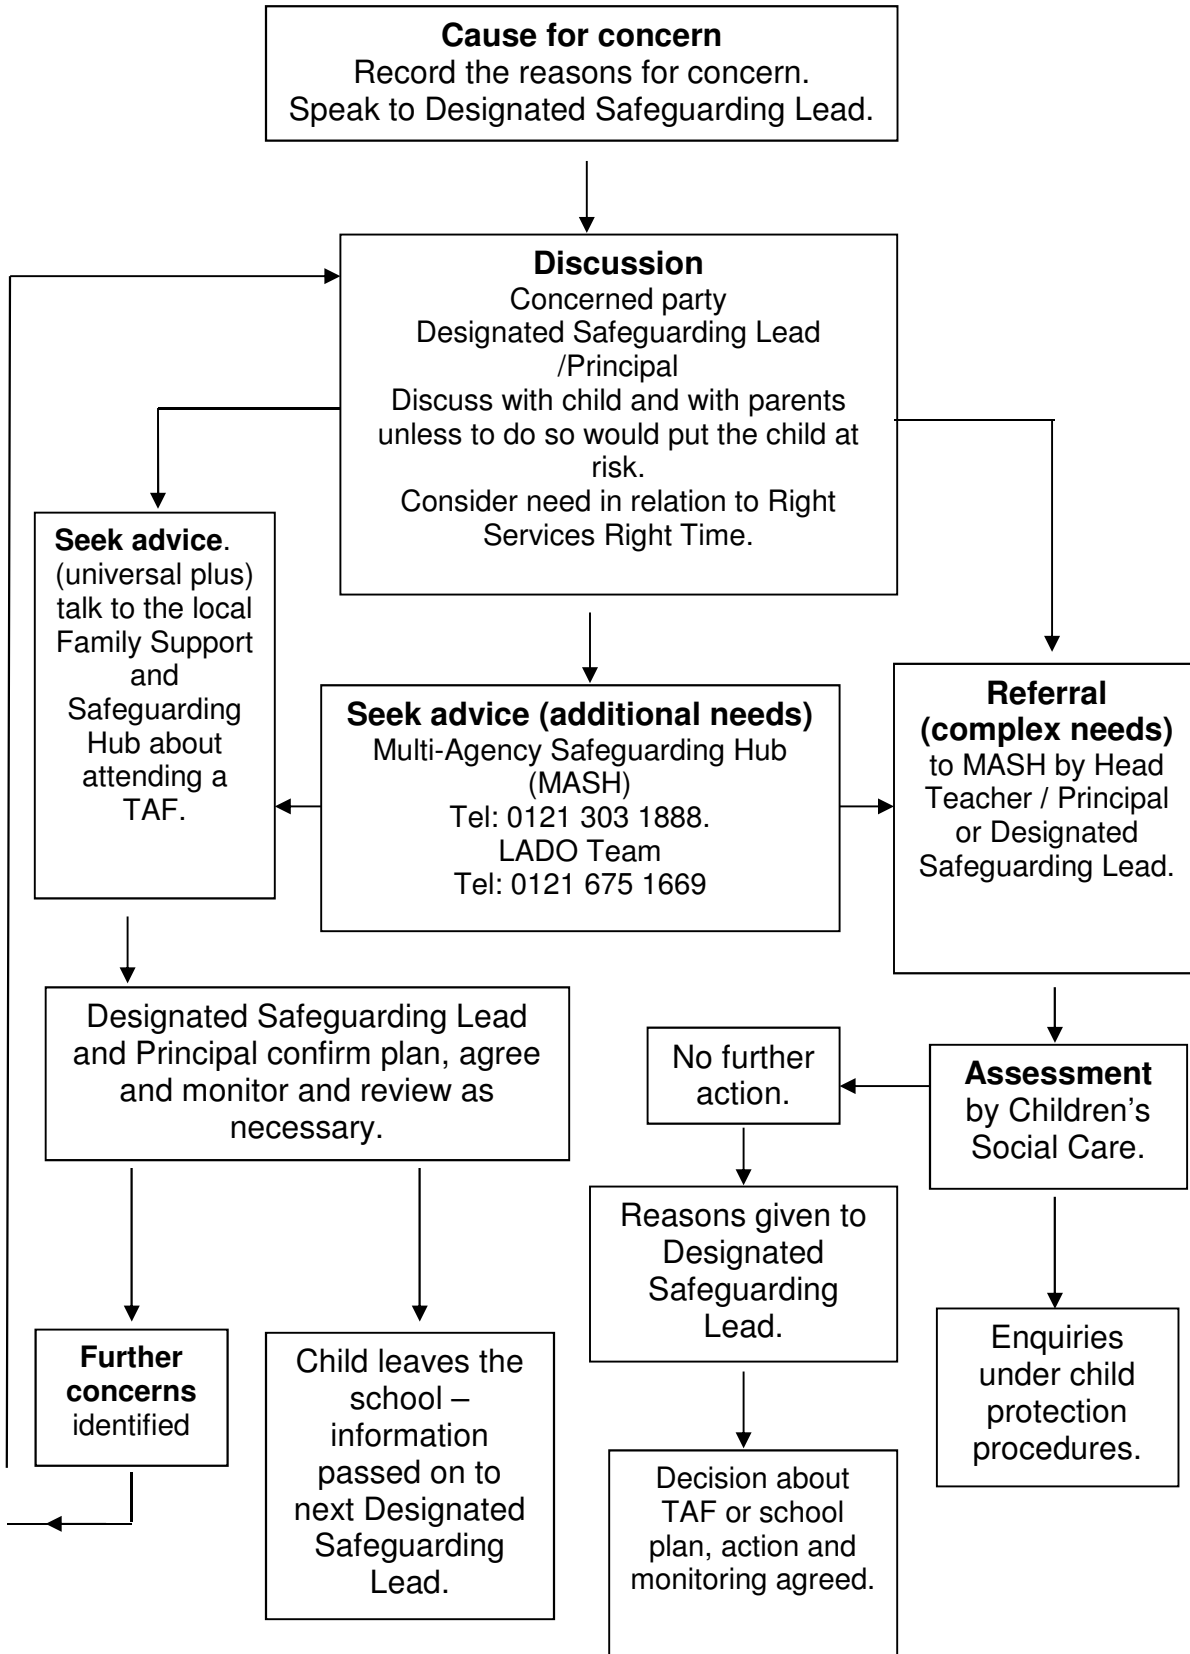 Cause for concern
Record the reasons for concern.
Speak to Designated Safeguarding Lead.
Discussion
Concerned party
Designated Safeguarding Lead
/Principal
Discuss with child and with parents
unless to do so would put the child at
risk.
Consider need in relation to Right
Services Right Time.
Seek advice.
(universal plus)
talk to the local
Family Support
and
Safeguarding
Hub about
attending a
TAF.
Seek advice (additional needs)
Multi-Agency Safeguarding Hub
(MASH)
Tel: 0121 303 1888.
LADO Team
Tel: 0121 675 1669
Referral
(complex needs)
to MASH by Head
Teacher / Principal
or Designated
Safeguarding Lead.
Designated Safeguarding Lead
and Principal confirm plan, agree
and monitor and review as
necessary.
No further
action.
Assessment
by Children's
Social Care.
Reasons given to
Designated
Safeguarding
Lead.
Enquiries
under child
protection
procedures.
Further
concerns
identified
Child leaves the
school –
information
passed on to
next Designated
Safeguarding
Lead.
Decision about
TAF or school
plan, action and
monitoring agreed.